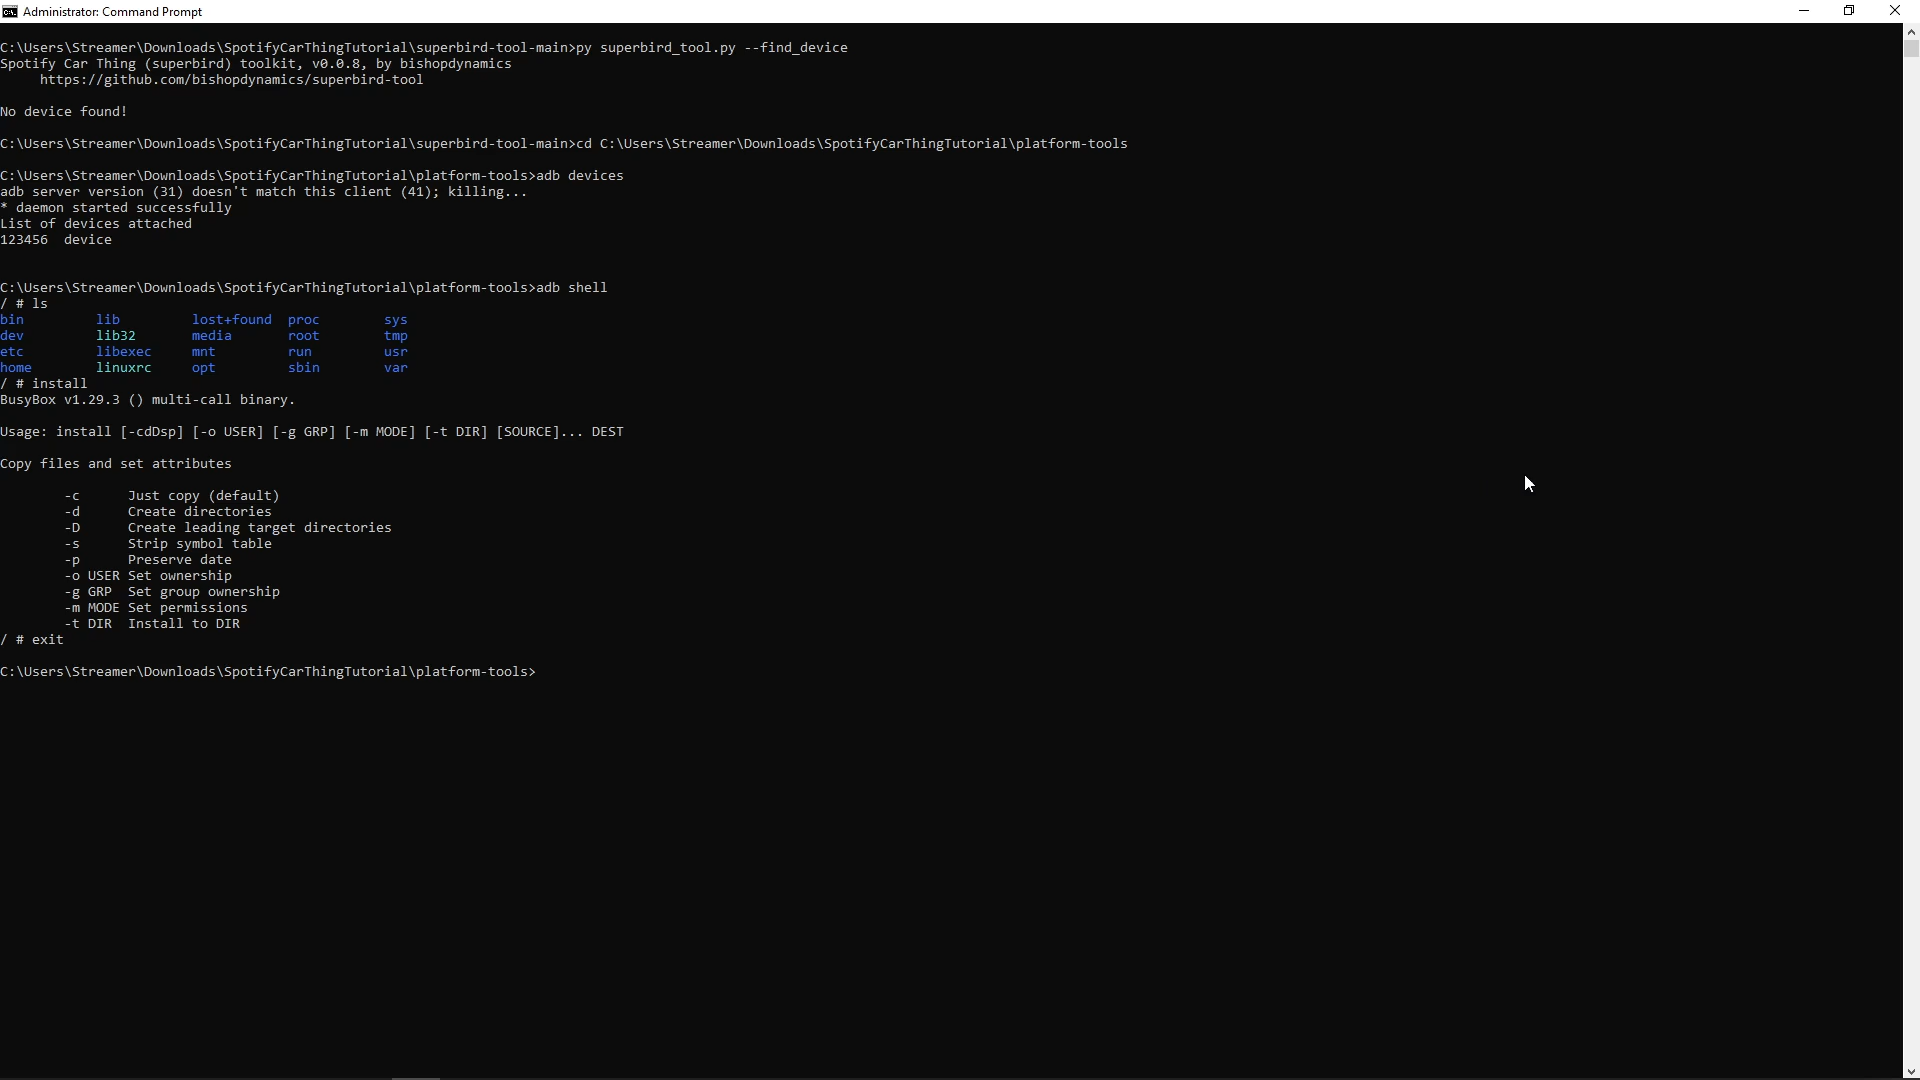 Administrator: Command Prompt
C:\Users\Streamer\Downloads\SpotifyCarThingTutorial\superbird-tool-main>py superbird_tool.py --find_device
Spotify Car Thing (superbird) toolkit, v0.0.8, by bishopdynamics
     https://github.com/bishopdynamics/superbird-tool
No device found!
C:\Users\Streamer\Downloads\SpotifyCarThingTutorial\superbird-tool-main>cd C:\Users\Streamer\Downloads\SpotifyCarThingTutorial\platform-tools
C:\Users\Streamer\Downloads\SpotifyCarThingTutorial\platform-tools>adb devices
adb server version (31) doesn't match this client (41); killing...
* daemon started successfully
List of devices attached
123456  device
C:\Users\Streamer\Downloads\SpotifyCarThingTutorial\platform-tools>adb shell
/ # ls
bin         lib         lost+found  proc        sys
dev         lib32       media       root        tmp
etc         libexec     mnt         run         usr
home        linuxrc     opt         sbin        var
/ # install
BusyBox v1.29.3 () multi-call binary.
Usage: install [-cdDsp] [-o USER] [-g GRP] [-m MODE] [-t DIR] [SOURCE]... DEST
Copy files and set attributes
        -c      Just copy (default)
        -d      Create directories
        -D      Create leading target directories
        -s      Strip symbol table
        -p      Preserve date
        -o USER Set ownership
        -g GRP  Set group ownership
        -m MODE Set permissions
        -t DIR  Install to DIR
/ # exit
C:\Users\Streamer\Downloads\SpotifyCarThingTutorial\platform-tools>